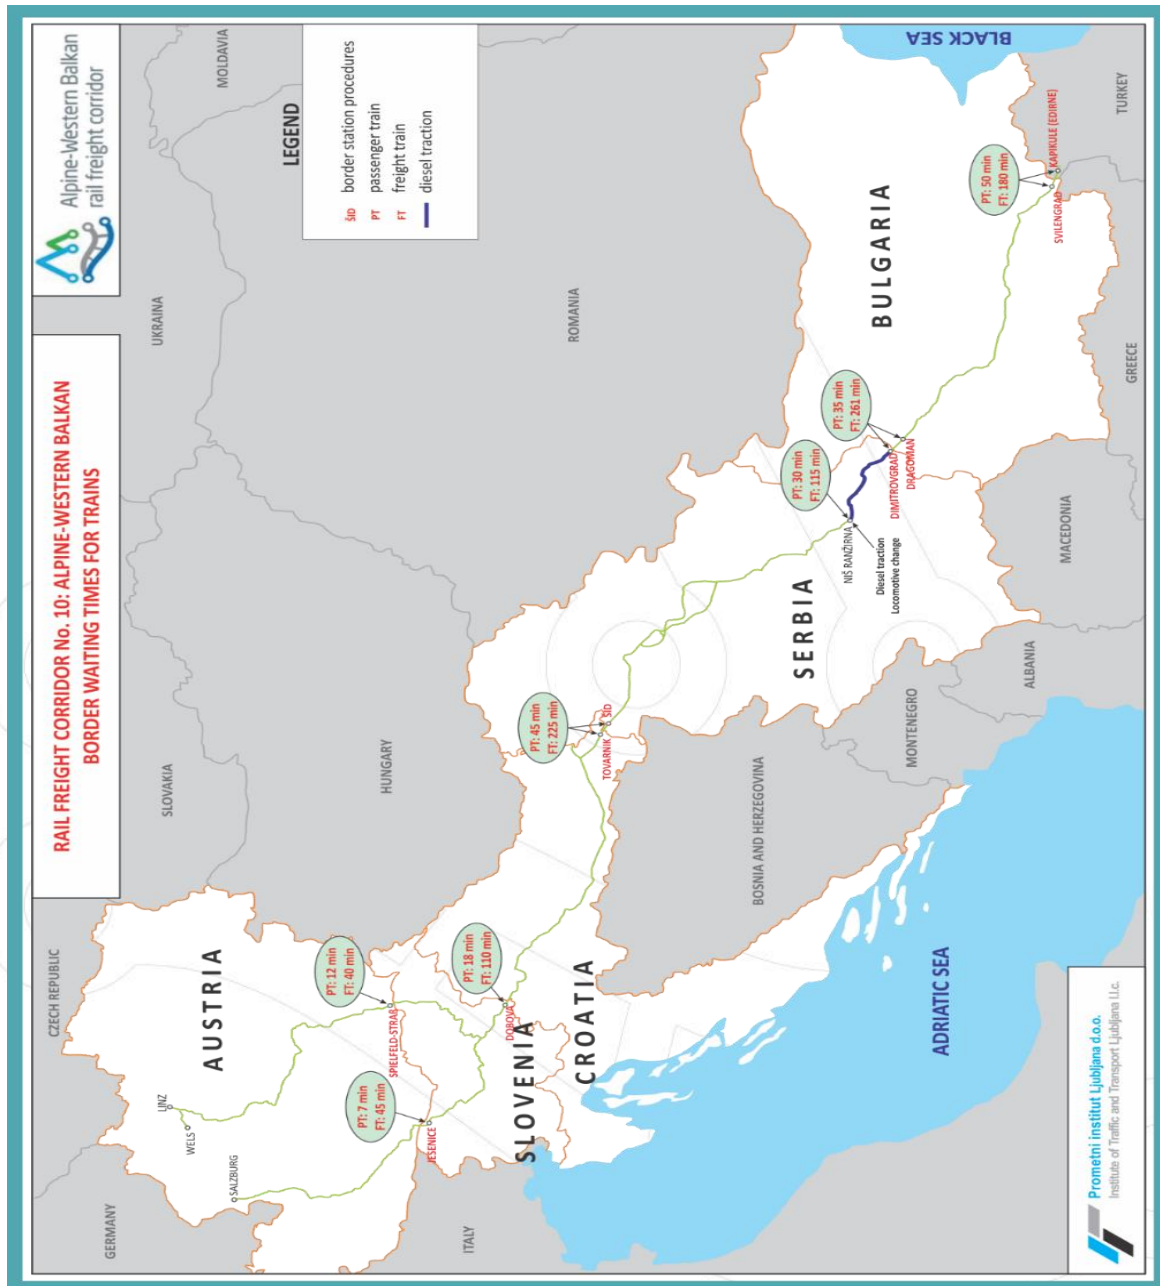 RAIL FREIGHT CORRIDOR No. 10: ALPINE-WESTERN BALKAN
BORDER WAITING TIMES FOR TRAINS
Alpine-Western Balkan
rail freight corridor
LEGEND
ŠID border station procedures
PT passenger train
FT freight train
diesel traction
CZECH REPUBLIC
SLOVAKIA
UKRAINA
MOLDAVIA
GERMANY
AUSTRIA
HUNGARY
ROMANIA
BLACK SEA
LINZ
WELS
SALZBURG
PT: 7 min
FT: 45 min
JESENICE
PT: 12 min
FT: 40 min
SPIELFELD-STRAß
PT: 18 min
FT: 110 min
DOBOVA
ITALY
SLOVENIA
CROATIA
PT: 45 min
FT: 225 min
TOVARNIK
ŠID
BOSNIA AND HERZEGOVINA
SERBIA
PT: 30 min
FT: 115 min
NIŠ RANŽIRNA
Diesel traction
Locomotive change
PT: 35 min
FT: 261 min
DIMITROVGRAD
DRAGOMAN
BULGARIA
PT: 50 min
FT: 180 min
SVILENGRAD
KAPIKULE (EDIRNE)
MONTENEGRO
ALBANIA
MACEDONIA
GREECE
TURKEY
ADRIATIC SEA
Prometni institut Ljubljana d.o.o.
Institute of Traffic and Transport Ljubljana Ll.c.